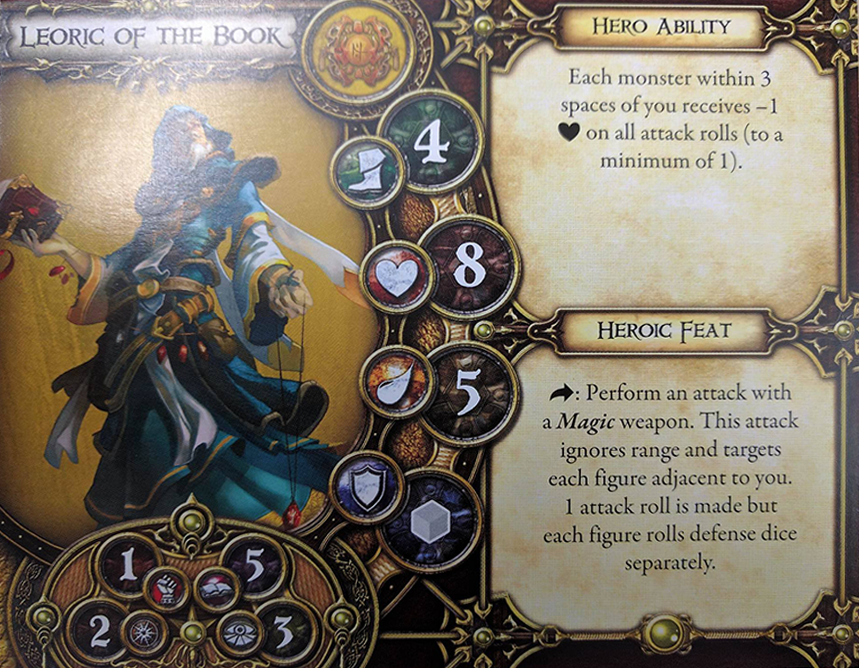 LEORIC OF THE BOOK
4
8
5
1
5
2
3
HERO ABILITY
Each monster within 3
spaces of you receives –1
♥ on all attack rolls (to a
minimum of 1).
HEROIC FEAT
: Perform an attack with
a Magic weapon. This attack
ignores range and targets
each figure adjacent to you.
1 attack roll is made but
each figure rolls defense dice
separately.